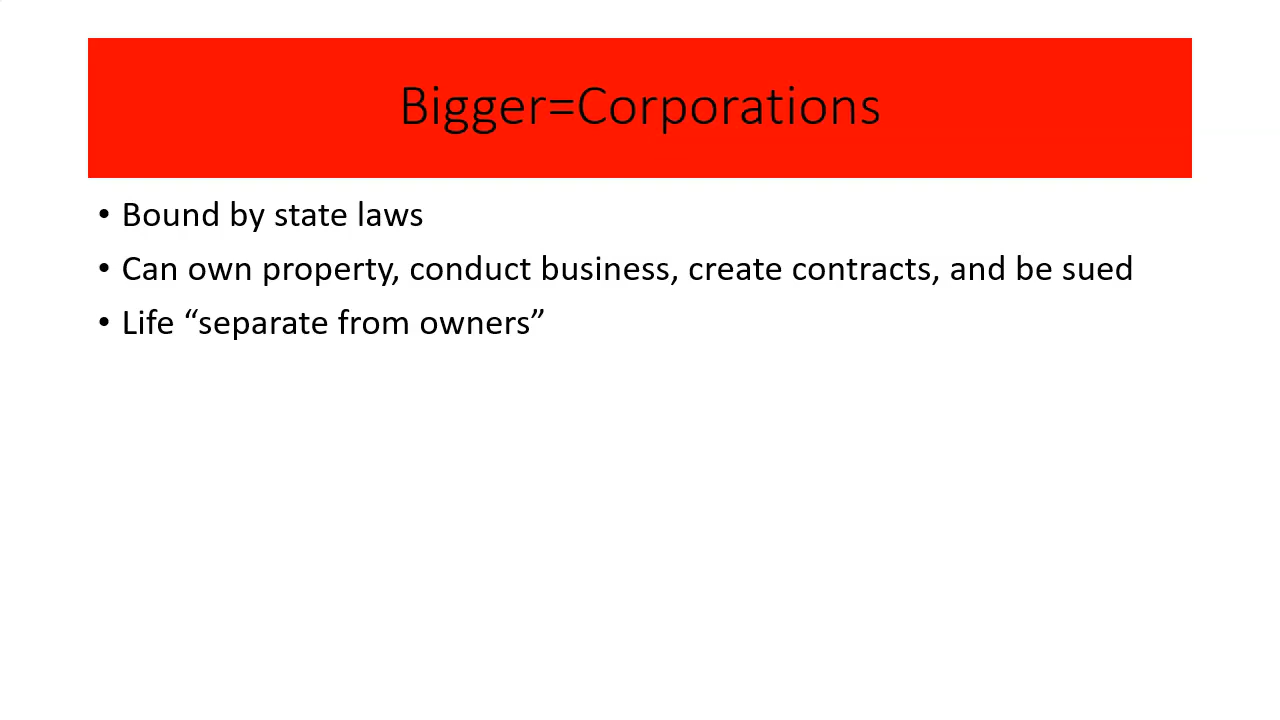 Bigger=Corporations
• Bound by state laws
• Can own property, conduct business, create contracts, and be sued
• Life “separate from owners”